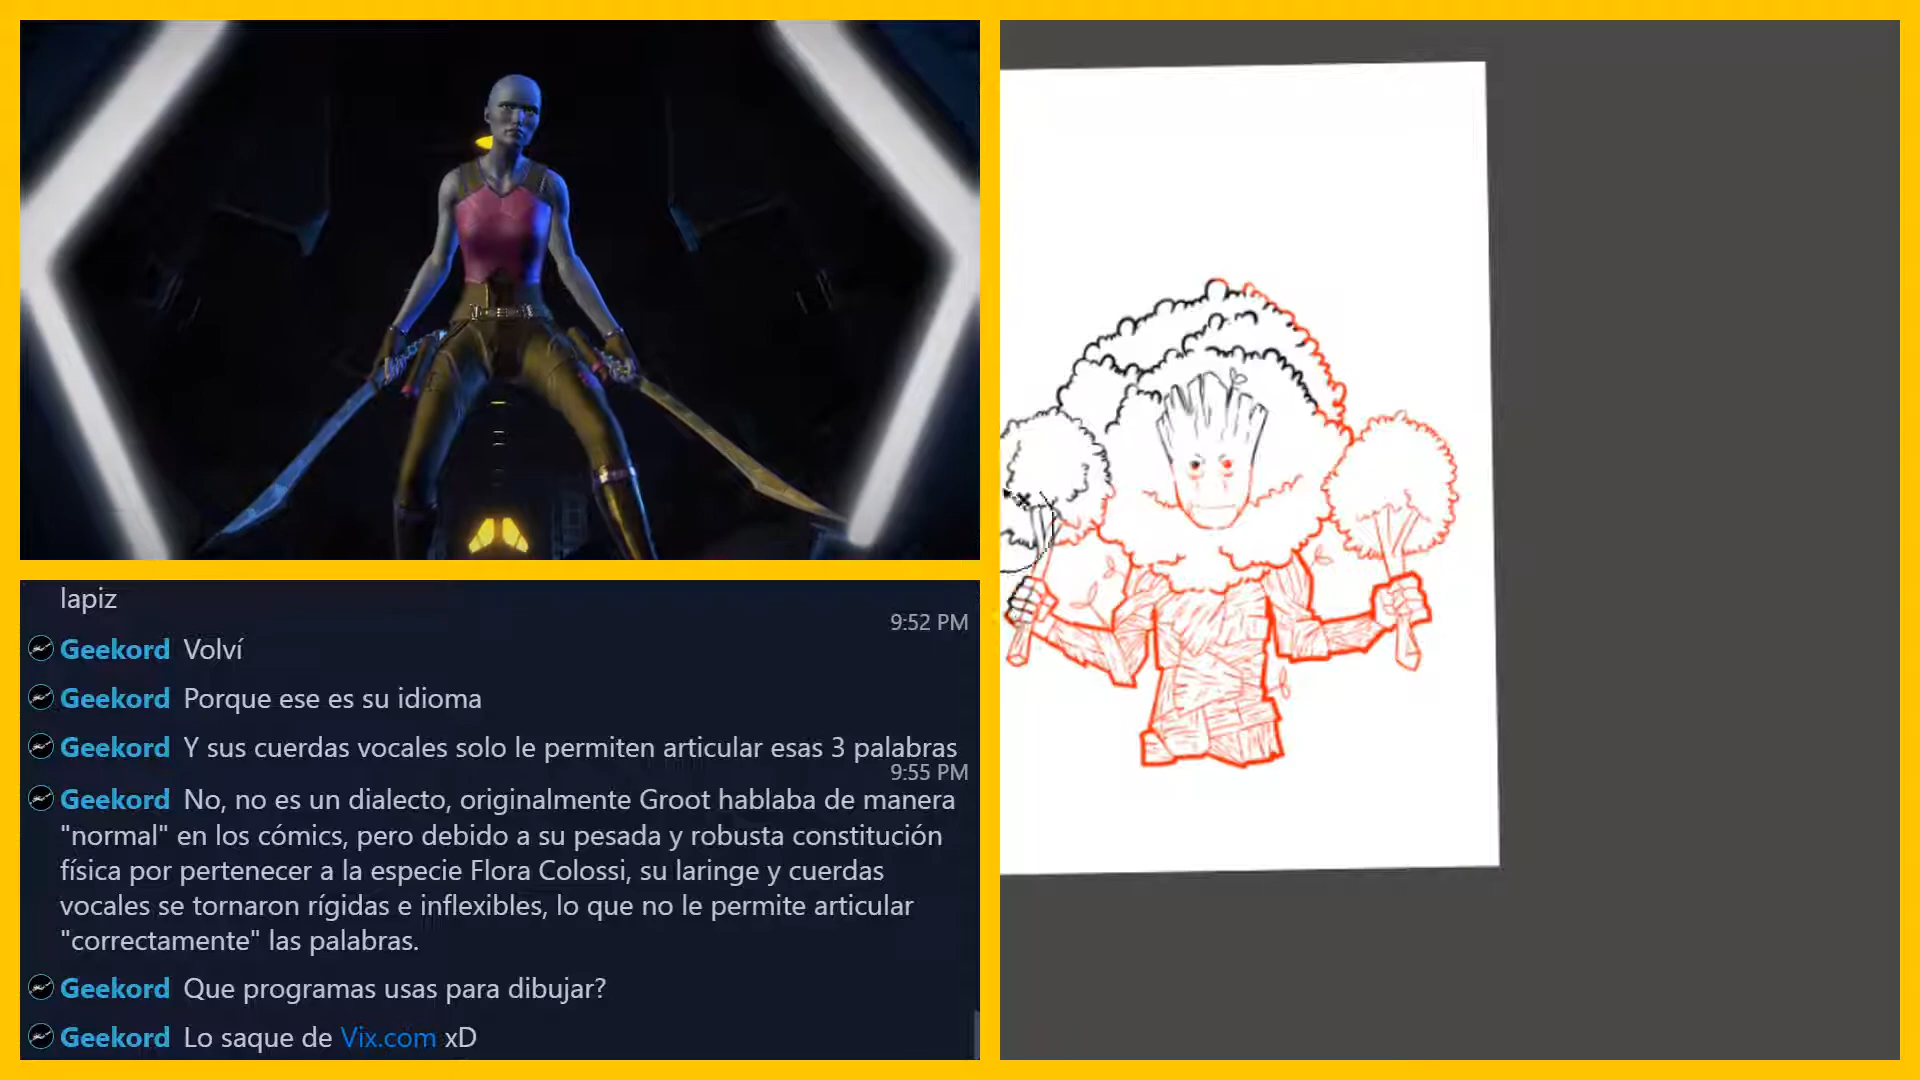 lapiz
9:52 PM
Geekord Volví
Geekord Porque ese es su idioma
Geekord Y sus cuerdas vocales solo le permiten articular esas 3 palabras
9:55 PM
Geekord No, no es un dialecto, originalmente Groot hablaba de manera
"normal" en los cómics, pero debido a su pesada y robusta constitución
física por pertenecer a la especie Flora Colossi, su laringe y cuerdas
vocales se tornaron rígidas e inflexibles, lo que no le permite articular
"correctamente" las palabras.
Geekord Que programas usas para dibujar?
Geekord Lo saque de Vix.com xD